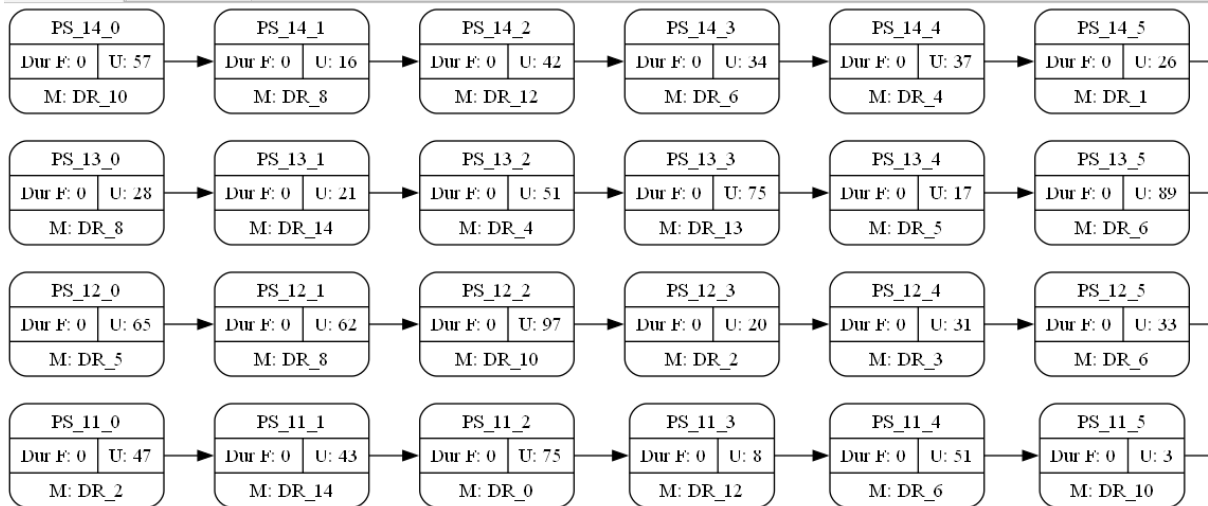 PS_14_0 PS_14_1 PS_14_2 PS_14_3 PS_14_4 PS_14_5
Dur F: 0 U: 57 Dur F: 0 U: 16 Dur F: 0 U: 42 Dur F: 0 U: 34 Dur F: 0 U: 37 Dur F: 0 U: 26
M: DR_10 M: DR_8 M: DR_12 M: DR_6 M: DR_4 M: DR_1
PS_13_0 PS_13_1 PS_13_2 PS_13_3 PS_13_4 PS_13_5
Dur F: 0 U: 28 Dur F: 0 U: 21 Dur F: 0 U: 51 Dur F: 0 U: 75 Dur F: 0 U: 17 Dur F: 0 U: 89
M: DR_8 M: DR_14 M: DR_4 M: DR_13 M: DR_5 M: DR_6
PS_12_0 PS_12_1 PS_12_2 PS_12_3 PS_12_4 PS_12_5
Dur F: 0 U: 65 Dur F: 0 U: 62 Dur F: 0 U: 97 Dur F: 0 U: 20 Dur F: 0 U: 31 Dur F: 0 U: 33
M: DR_5 M: DR_8 M: DR_10 M: DR_2 M: DR_3 M: DR_6
PS_11_0 PS_11_1 PS_11_2 PS_11_3 PS_11_4 PS_11_5
Dur F: 0 U: 47 Dur F: 0 U: 43 Dur F: 0 U: 75 Dur F: 0 U: 8 Dur F: 0 U: 51 Dur F: 0 U: 3
M: DR_2 M: DR_14 M: DR_0 M: DR_12 M: DR_6 M: DR_10